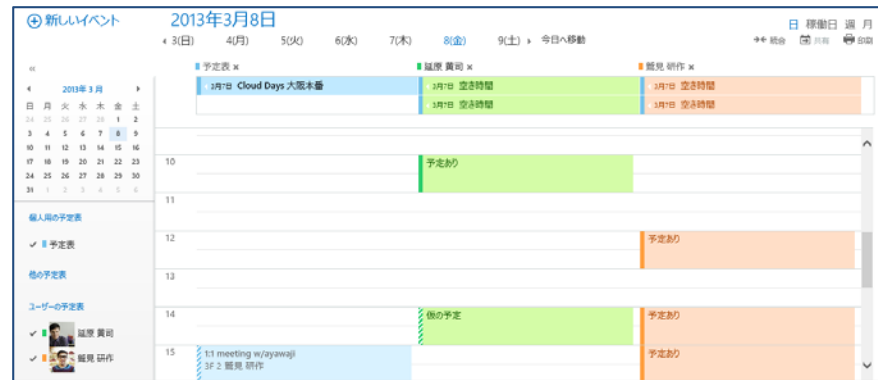 新しいイベント
2013年3月8日
日 稼働日 週 月
3(日) 4(月) 5(火) 6(水) 7(木) 8(金) 9(土) 今日へ移動
統合 共有 印刷
«
予定表 × 延原 黄司 × 鷲見 研作 ×
2013年 3月
3月7日 Cloud Days 大阪本番 3月7日 空き時間 3月7日 空き時間
3月7日 空き時間 3月7日 空き時間
日 月 火 水 木 金 土
24 25 26 27 28 1 2
3 4 5 6 7 8 9
10 11 12 13 14 15 16
17 18 19 20 21 22 23
24 25 26 27 28 29 30
31 1 2 3 4 5 6
10 予定あり
11
個人用の予定表
12 予定あり
予定表
他の予定表
13
ユーザーの予定表
14 仮の予定 予定あり
延原 黄司
15 1:1 meeting w/ayawaji 予定あり
3F 2 鷲見 研作
鷲見 研作